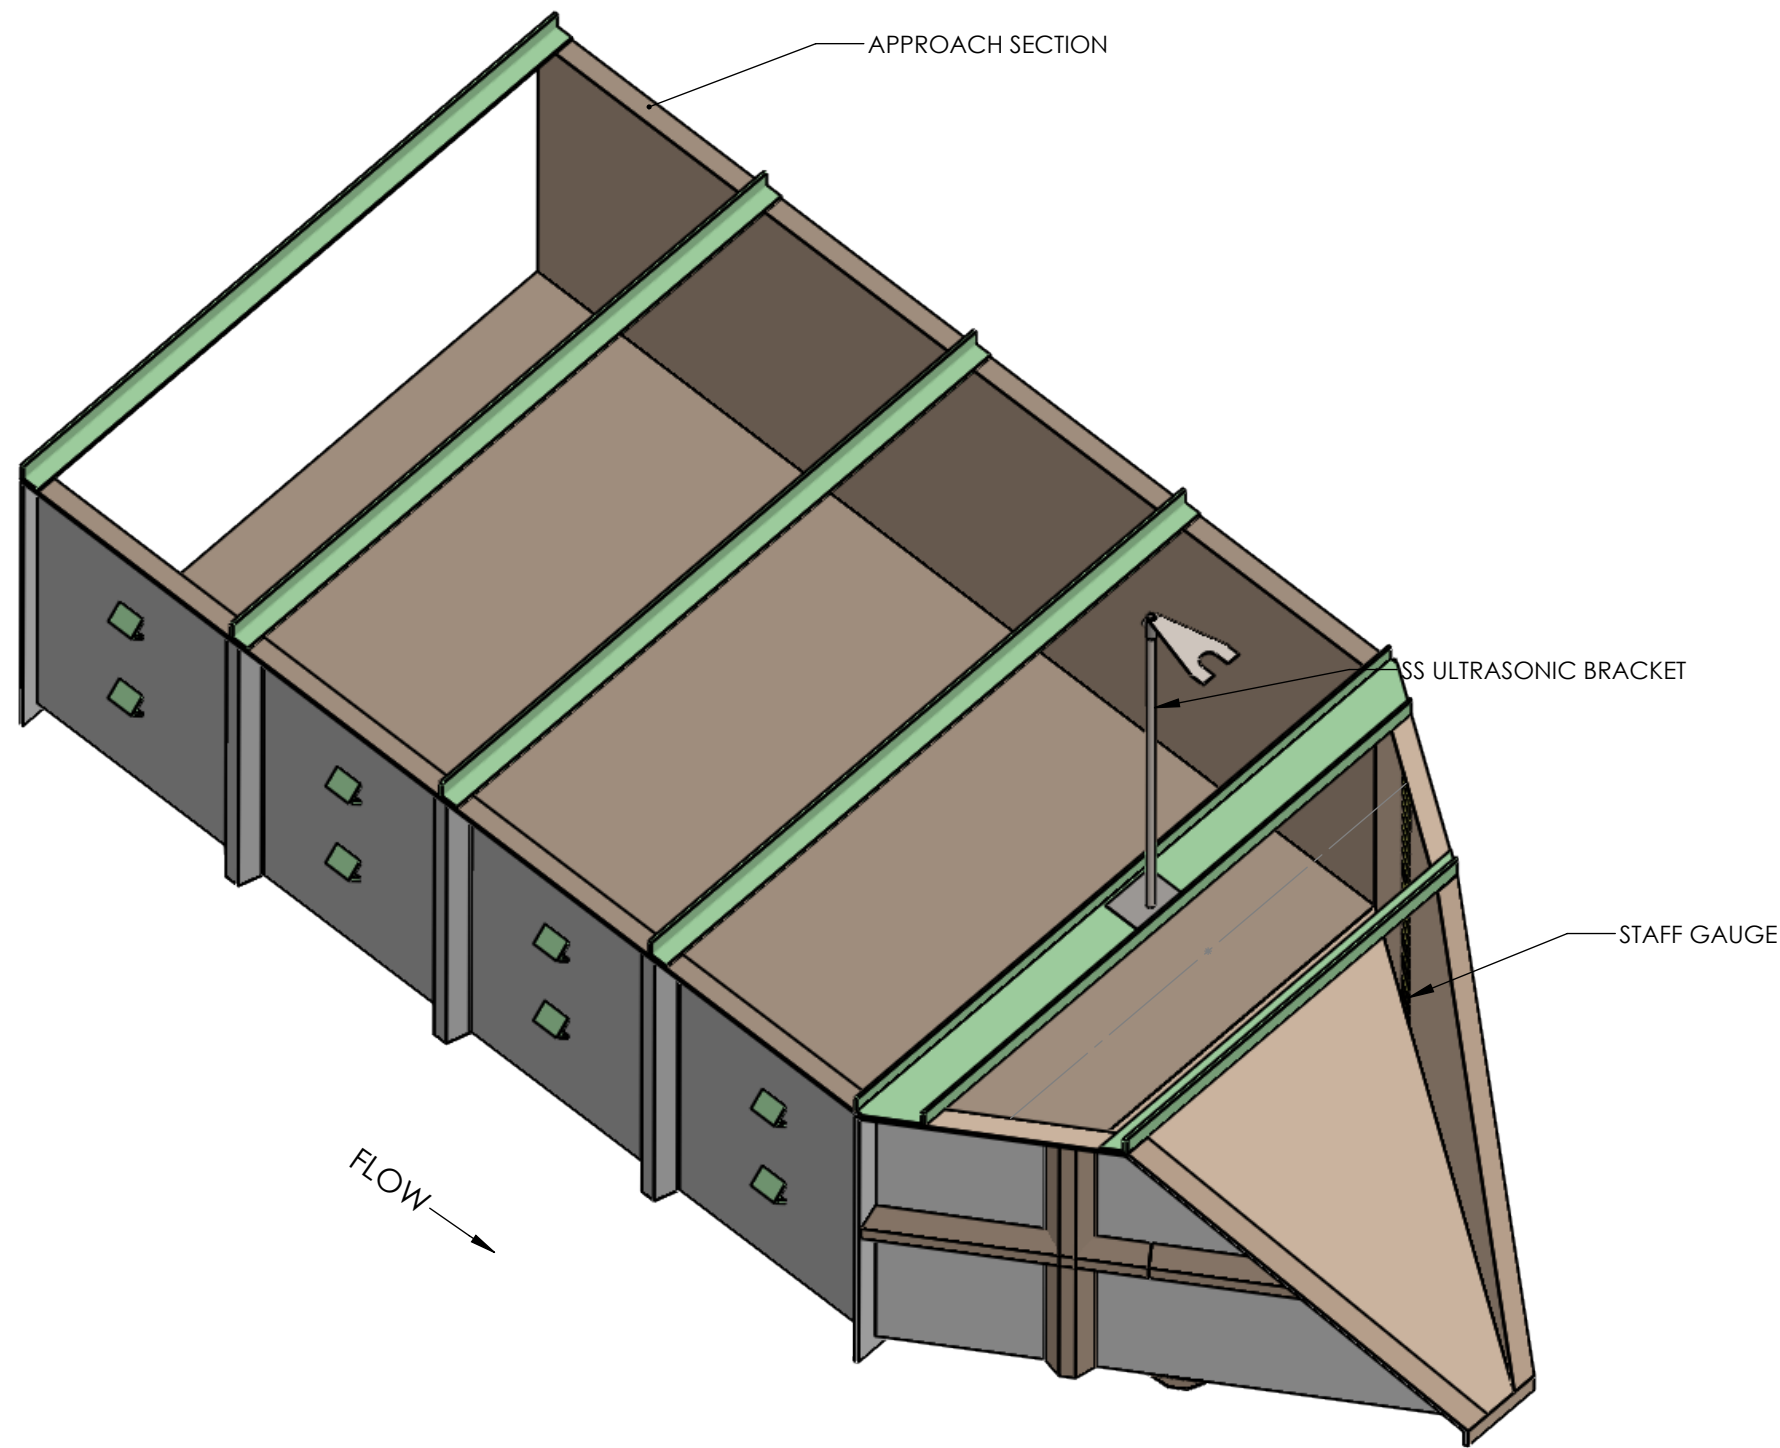 APPROACH SECTION
SS ULTRASONIC BRACKET
STAFF GAUGE
FLOW